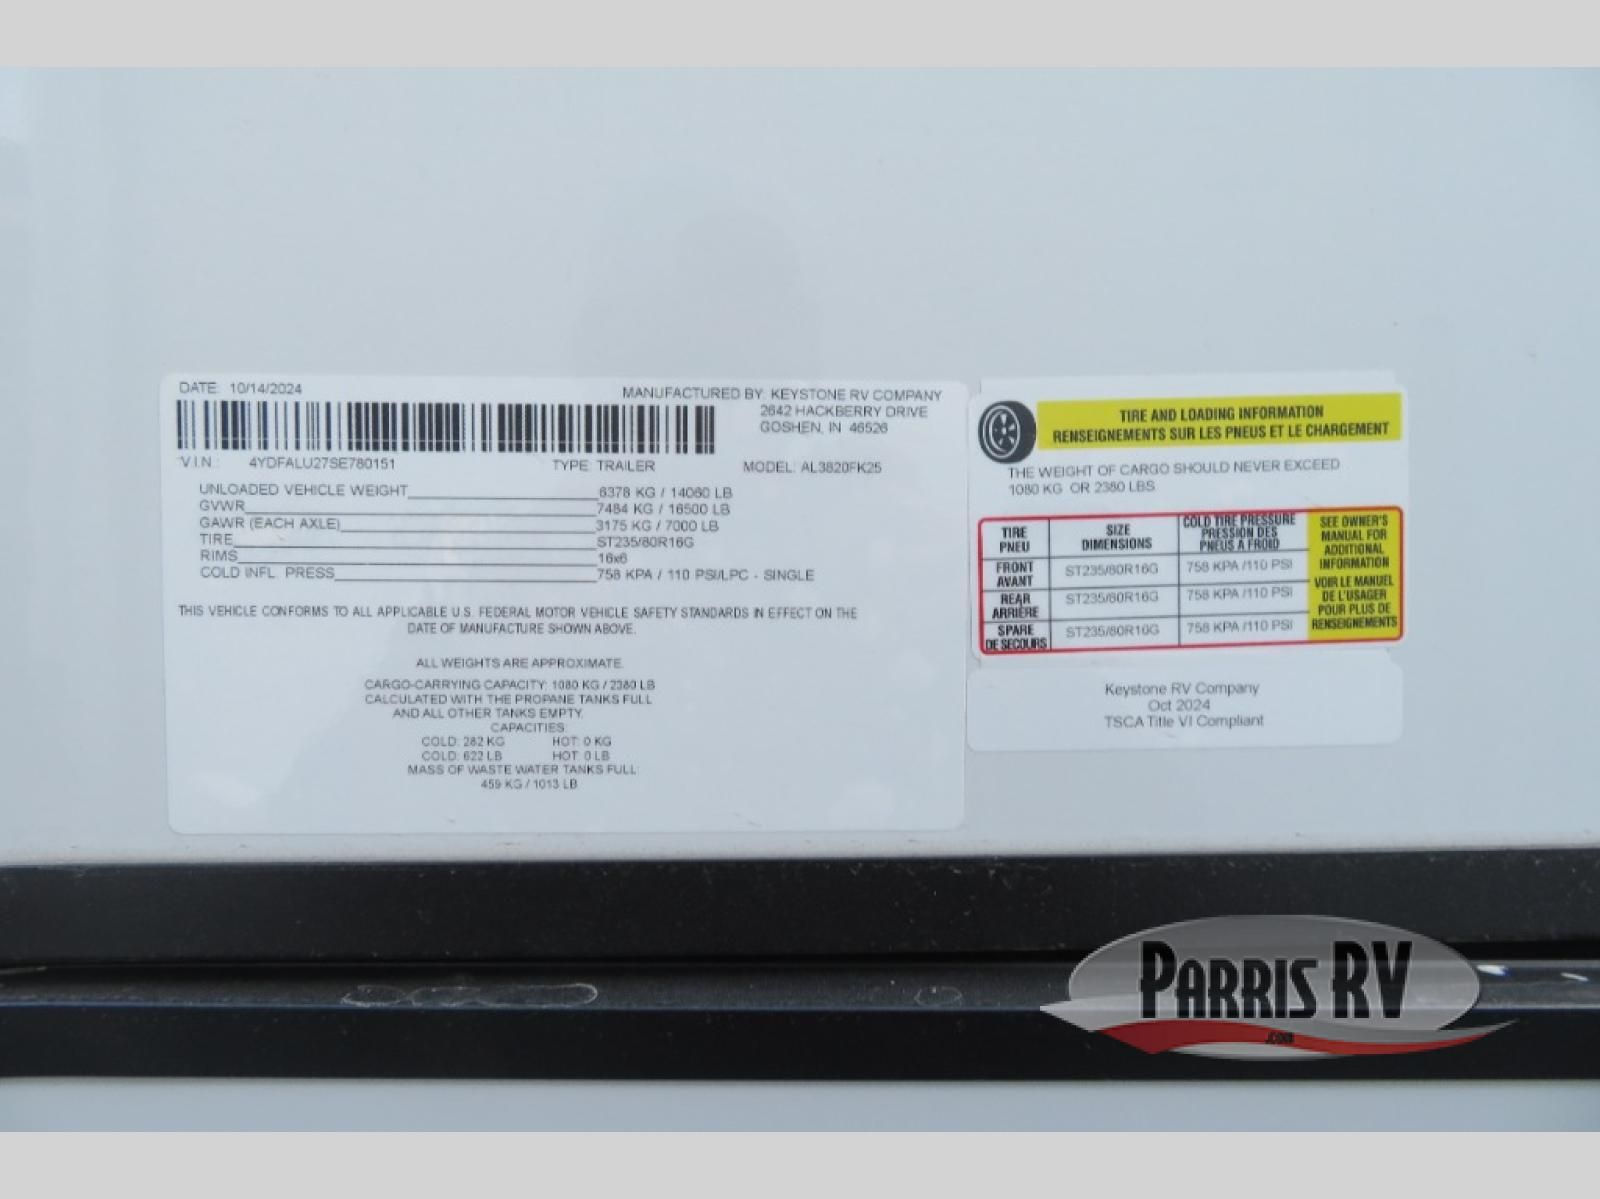 DATE: 10/14/2024
MANUFACTURED BY: KEYSTONE RV COMPANY
2642 HACKBERRY DRIVE
GOSHEN, IN 46526
V.I.N.: 4YDFALU27SE780151 TYPE: TRAILER MODEL: AL3820FK25
UNLOADED VEHICLE WEIGHT 6378 KG / 14060 LB
GVWR 7484 KG / 16500 LB
GAWR (EACH AXLE) 3175 KG / 7000 LB
TIRE ST235/80R16G
RIMS 16x6
COLD INFL. PRESS 758 KPA / 110 PSI/LPC - SINGLE
THIS VEHICLE CONFORMS TO ALL APPLICABLE U.S. FEDERAL MOTOR VEHICLE SAFETY STANDARDS IN EFFECT ON THE
DATE OF MANUFACTURE SHOWN ABOVE.
ALL WEIGHTS ARE APPROXIMATE.
CARGO-CARRYING CAPACITY: 1080 KG / 2380 LB
CALCULATED WITH THE PROPANE TANKS FULL
AND ALL OTHER TANKS EMPTY.
CAPACITIES:
COLD: 282 KG HOT: 0 KG
COLD: 622 LB HOT: 0 LB
MASS OF WASTE WATER TANKS FULL:
459 KG / 1013 LB
TIRE AND LOADING INFORMATION
RENSEIGNEMENTS SUR LES PNEUS ET LE CHARGEMENT
THE WEIGHT OF CARGO SHOULD NEVER EXCEED
1080 KG OR 2380 LBS
TIRE
PNEU
SIZE
DIMENSIONS
COLD TIRE PRESSURE
PRESSION DES
PNEUS A FROID
FRONT
AVANT
ST235/80R16G
758 KPA /110 PSI
REAR
ARRIÈRE
ST235/80R16G
758 KPA /110 PSI
SPARE
DE SECOURS
ST235/80R16G
758 KPA /110 PSI
SEE OWNER'S
MANUAL FOR
ADDITIONAL
INFORMATION
VOIR LE MANUEL
DE L'USAGER
POUR PLUS DE
RENSEIGNEMENTS
Keystone RV Company
Oct 2024
TSCA Title VI Compliant
PARRIS RV
.COM